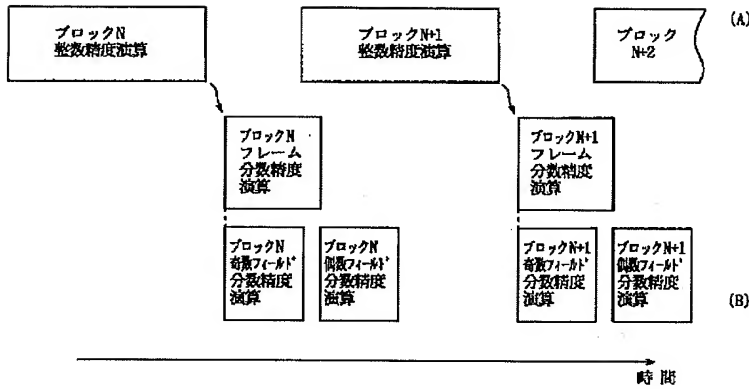 ブロックN
整数精度演算
ブロックN+1
整数精度演算
ブロック
N+2
(A)
ブロックN
フレーム
分数精度
演算
ブロックN+1
フレーム
分数精度
演算
ブロックN
奇数フィールド
分数精度
演算
ブロックN
偶数フィールド
分数精度
演算
ブロックN+1
奇数フィールド
分数精度
演算
ブロックN+1
偶数フィールド
分数精度
演算
(B)
時間